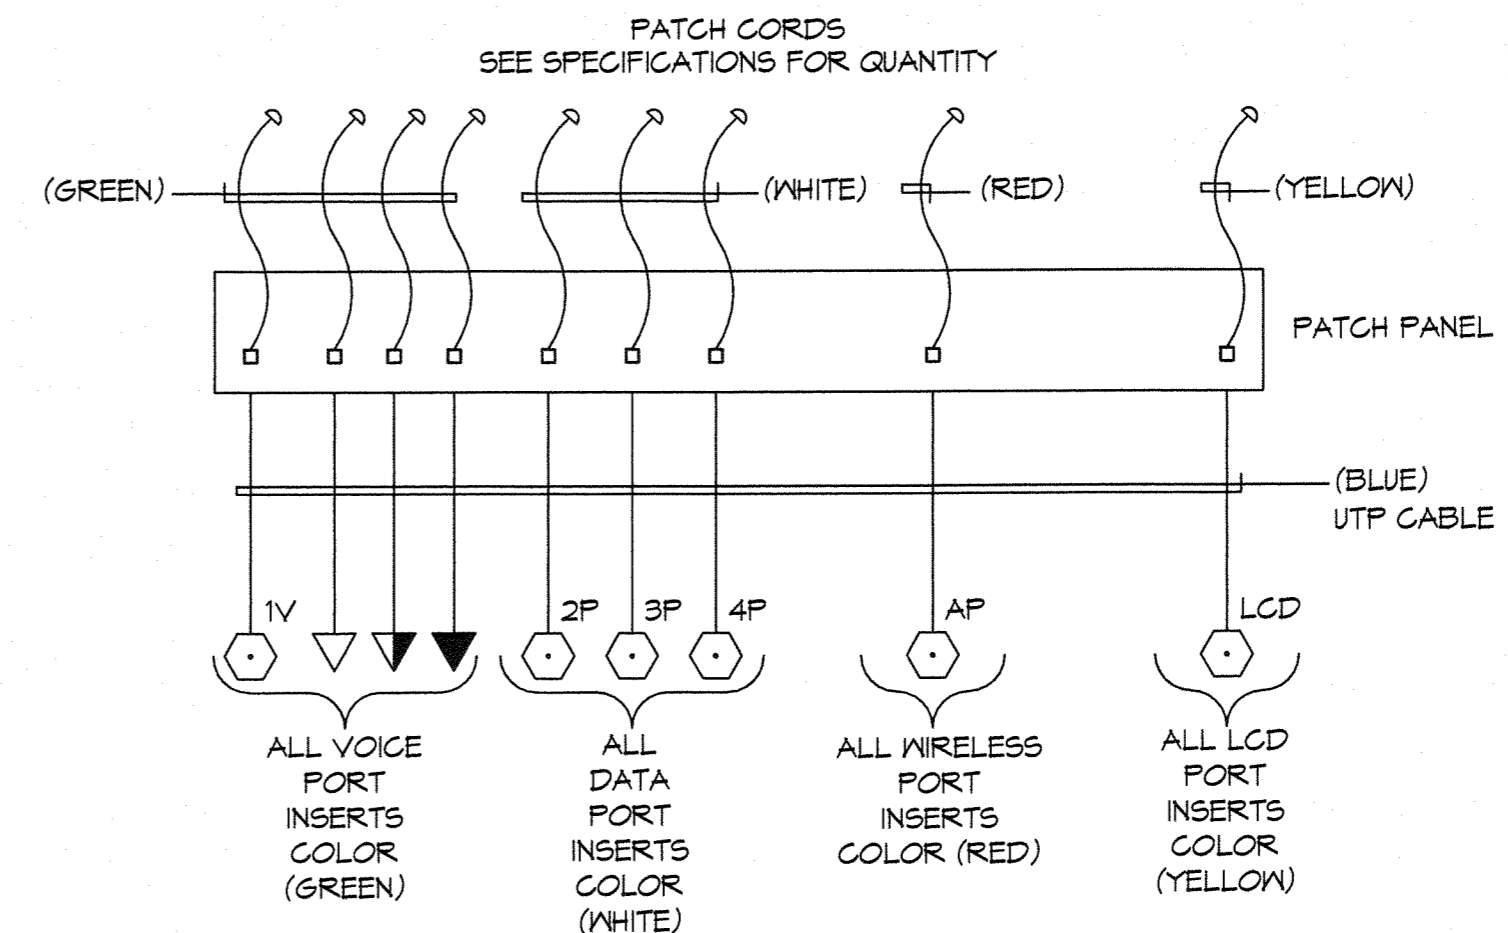 PATCH CORDS
SEE SPECIFICATIONS FOR QUANTITY
(GREEN)
(WHITE)
(RED)
(YELLOW)
PATCH PANEL
(BLUE)
UTP CABLE
1V
2P
3P
4P
AP
LCD
ALL VOICE
PORT
INSERTS
COLOR
(GREEN)
ALL
DATA
PORT
INSERTS
COLOR
(WHITE)
ALL WIRELESS
PORT
INSERTS
COLOR (RED)
ALL LCD
PORT
INSERTS
COLOR
(YELLOW)